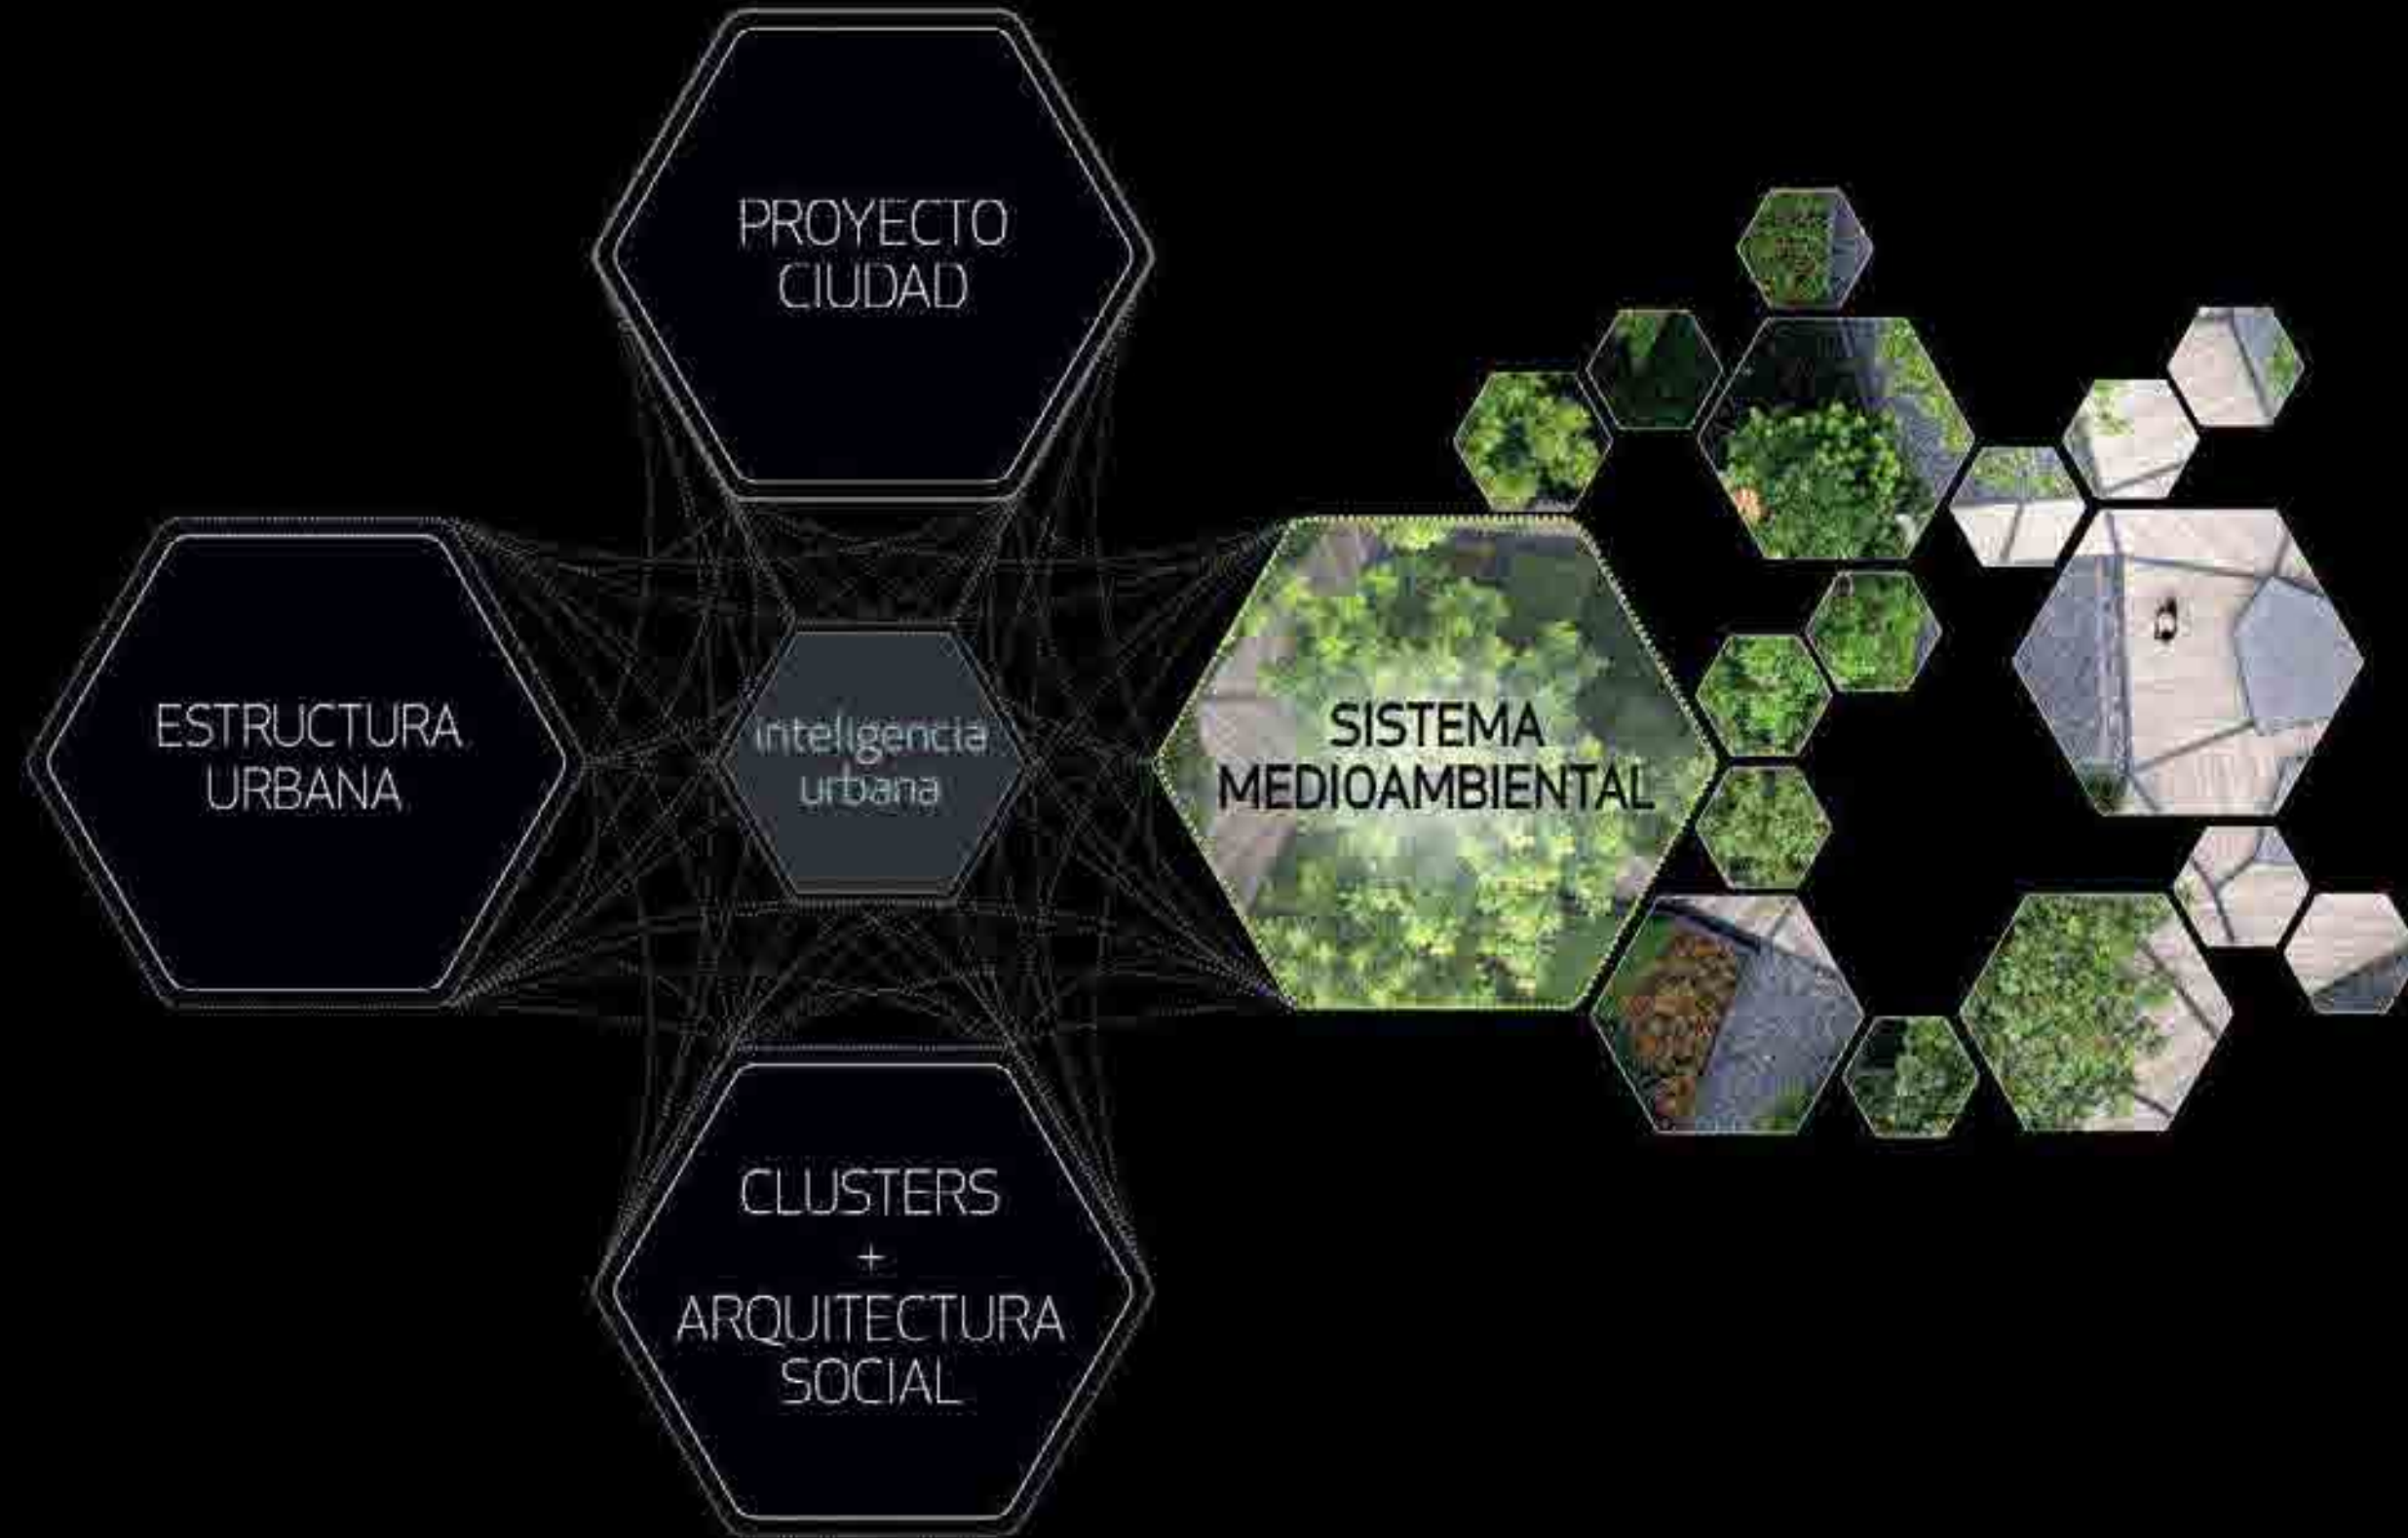 PROYECTO
CIUDAD
ESTRUCTURA
URBANA
inteligencia
urbana
SISTEMA
MEDIOAMBIENTAL
CLUSTERS
+
ARQUITECTURA
SOCIAL